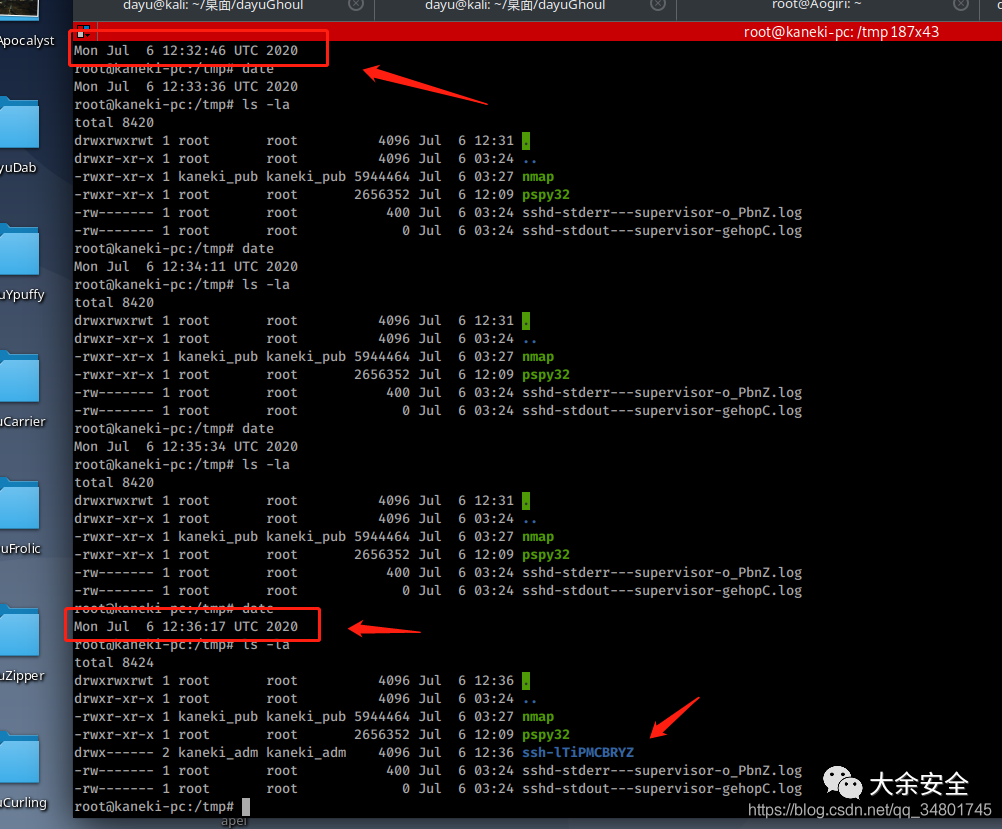 dayu@kali: ~/桌面/dayuGhoul
dayu@kali: ~/桌面/dayuGhoul
root@Aogiri: ~
root@kaneki-pc: /tmp 187x43
Apocalyst
yuDab
uYpuffy
uCarrier
uFrolic
uZipper
uCurling
Mon Jul  6 12:32:46 UTC 2020
root@kaneki-pc:/tmp# date
Mon Jul  6 12:33:36 UTC 2020
root@kaneki-pc:/tmp# ls -la
total 8420
drwxrwxrwt 1 root       root          4096 Jul  6 12:31 .
drwxr-xr-x 1 root       root          4096 Jul  6 03:24 ..
-rwxr-xr-x 1 kaneki_pub kaneki_pub 5944464 Jul  6 03:27 nmap
-rwxr-xr-x 1 root       root       2656352 Jul  6 12:09 pspy32
-rw------- 1 root       root           400 Jul  6 03:24 sshd-stderr---supervisor-o_PbnZ.log
-rw------- 1 root       root             0 Jul  6 03:24 sshd-stdout---supervisor-gehopC.log
root@kaneki-pc:/tmp# date
Mon Jul  6 12:34:11 UTC 2020
root@kaneki-pc:/tmp# ls -la
total 8420
drwxrwxrwt 1 root       root          4096 Jul  6 12:31 .
drwxr-xr-x 1 root       root          4096 Jul  6 03:24 ..
-rwxr-xr-x 1 kaneki_pub kaneki_pub 5944464 Jul  6 03:27 nmap
-rwxr-xr-x 1 root       root       2656352 Jul  6 12:09 pspy32
-rw------- 1 root       root           400 Jul  6 03:24 sshd-stderr---supervisor-o_PbnZ.log
-rw------- 1 root       root             0 Jul  6 03:24 sshd-stdout---supervisor-gehopC.log
root@kaneki-pc:/tmp# date
Mon Jul  6 12:35:34 UTC 2020
root@kaneki-pc:/tmp# ls -la
total 8420
drwxrwxrwt 1 root       root          4096 Jul  6 12:31 .
drwxr-xr-x 1 root       root          4096 Jul  6 03:24 ..
-rwxr-xr-x 1 kaneki_pub kaneki_pub 5944464 Jul  6 03:27 nmap
-rwxr-xr-x 1 root       root       2656352 Jul  6 12:09 pspy32
-rw------- 1 root       root           400 Jul  6 03:24 sshd-stderr---supervisor-o_PbnZ.log
-rw------- 1 root       root             0 Jul  6 03:24 sshd-stdout---supervisor-gehopC.log
root@kaneki-pc:/tmp# date
Mon Jul  6 12:36:17 UTC 2020
root@kaneki-pc:/tmp# ls -la
total 8424
drwxrwxrwt 1 root       root          4096 Jul  6 12:36 .
drwxr-xr-x 1 root       root          4096 Jul  6 03:24 ..
-rwxr-xr-x 1 kaneki_pub kaneki_pub 5944464 Jul  6 03:27 nmap
-rwxr-xr-x 1 root       root       2656352 Jul  6 12:09 pspy32
drwx------ 2 kaneki_adm kaneki_adm    4096 Jul  6 12:36 ssh-lTiPMCBRYZ
-rw------- 1 root       root           400 Jul  6 03:24 sshd-stderr---supervisor-o_PbnZ.log
-rw------- 1 root       root             0 Jul  6 03:24 sshd-stdout---supervisor-gehopC.log
root@kaneki-pc:/tmp#
大余安全
https://blog.csdn.net/qq_34801745